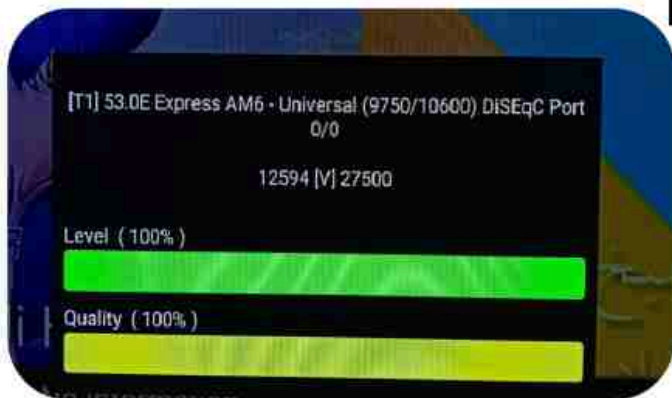 [T1] 53.0E Express AM6 - Universal (9750/10600) DiSEqC Port
0/0
12594 [V] 27500
Level ( 100% )
Quality ( 100% )